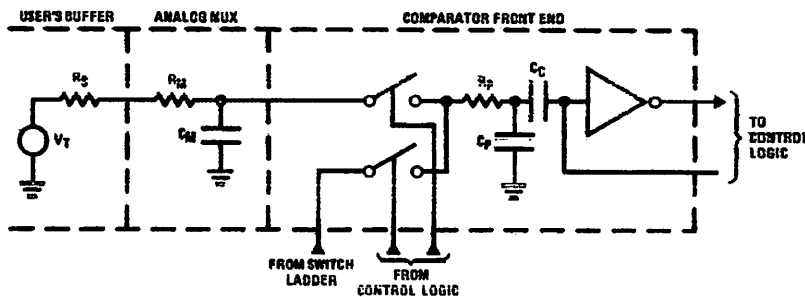 USER'S BUFFER
ANALOG MUX
COMPARATOR FRONT END
RS
RM
RP
CC
VT
CM
CP
TO
CONTROL
LOGIC
FROM SWITCH
LADDER
FROM
CONTROL LOGIC